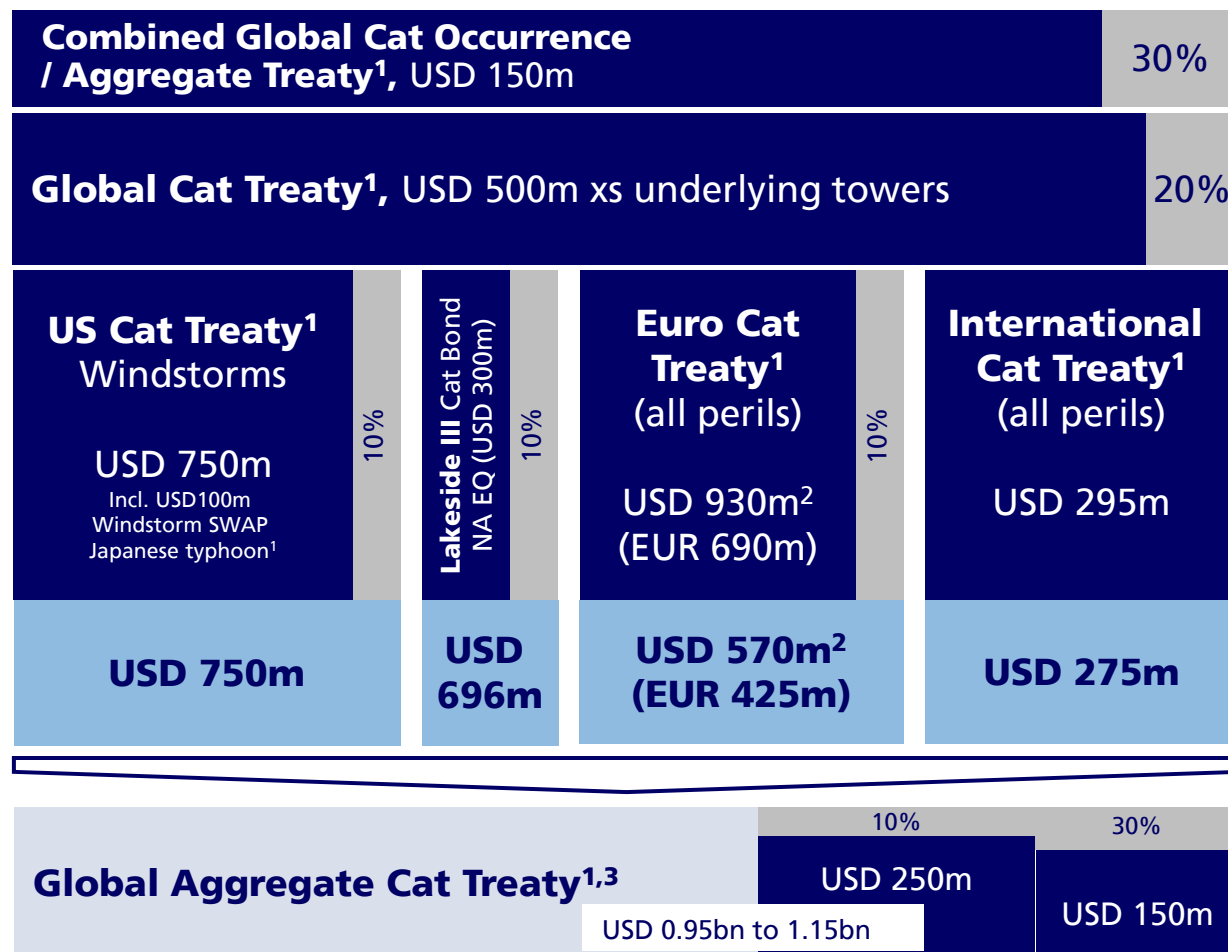 Combined Global Cat Occurrence
/ Aggregate Treaty¹, USD 150m
30%
Global Cat Treaty¹, USD 500m xs underlying towers
20%
US Cat Treaty¹
Windstorms
USD 750m
Incl. USD100m
Windstorm SWAP
Japanese typhoon¹
10%
Lakeside III Cat Bond
NA EQ (USD 300m)
10%
Euro Cat
Treaty¹
(all perils)
USD 930m²
(EUR 690m)
10%
International
Cat Treaty¹
(all perils)
USD 295m
USD 750m
USD
696m
USD 570m²
(EUR 425m)
USD 275m
Global Aggregate Cat Treaty¹,³
10%
USD 250m
30%
USD 150m
USD 0.95bn to 1.15bn